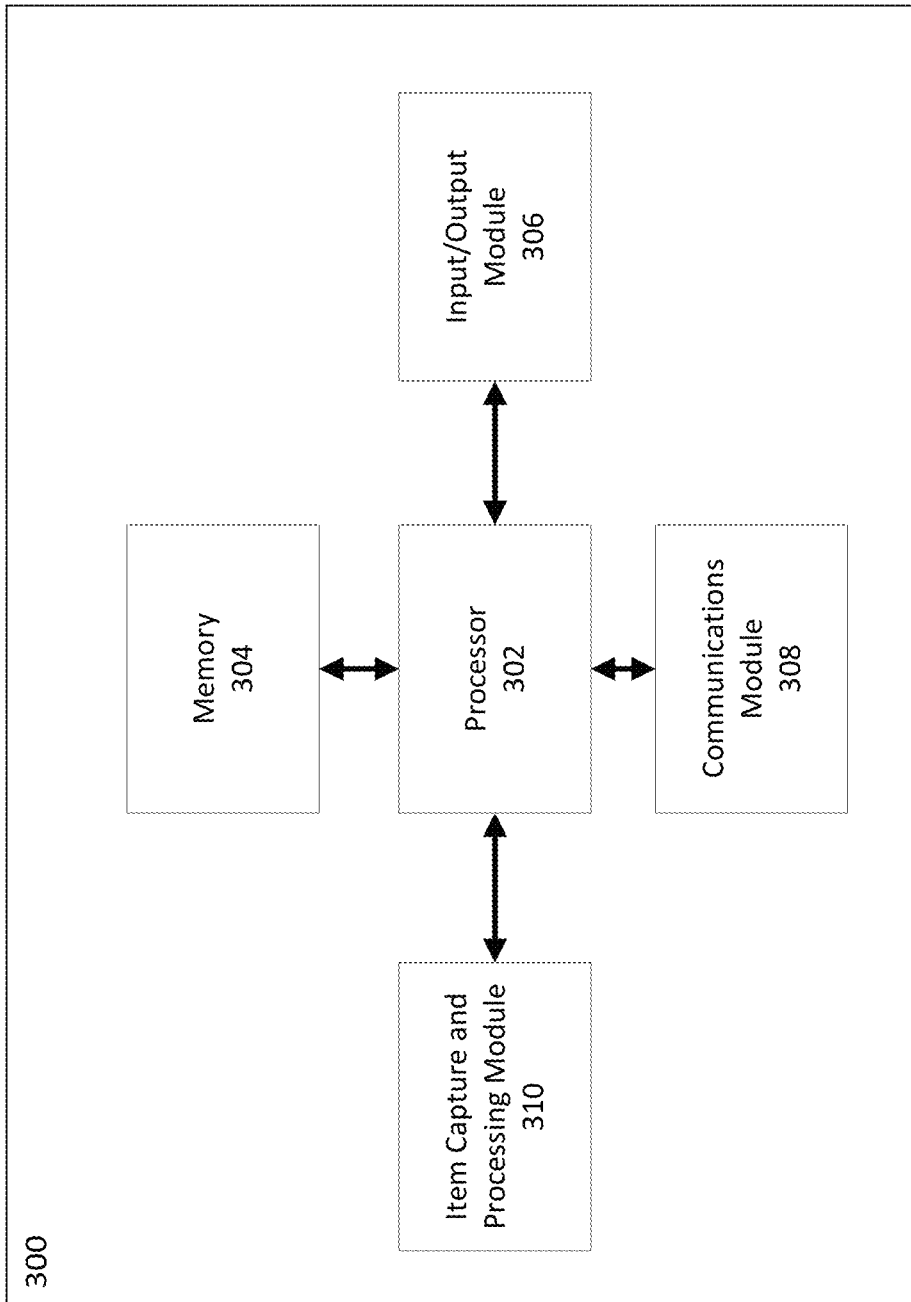 300
Memory
304
Item Capture and
Processing Module
310
Processor
302
Input/Output
Module
306
Communications
Module
308